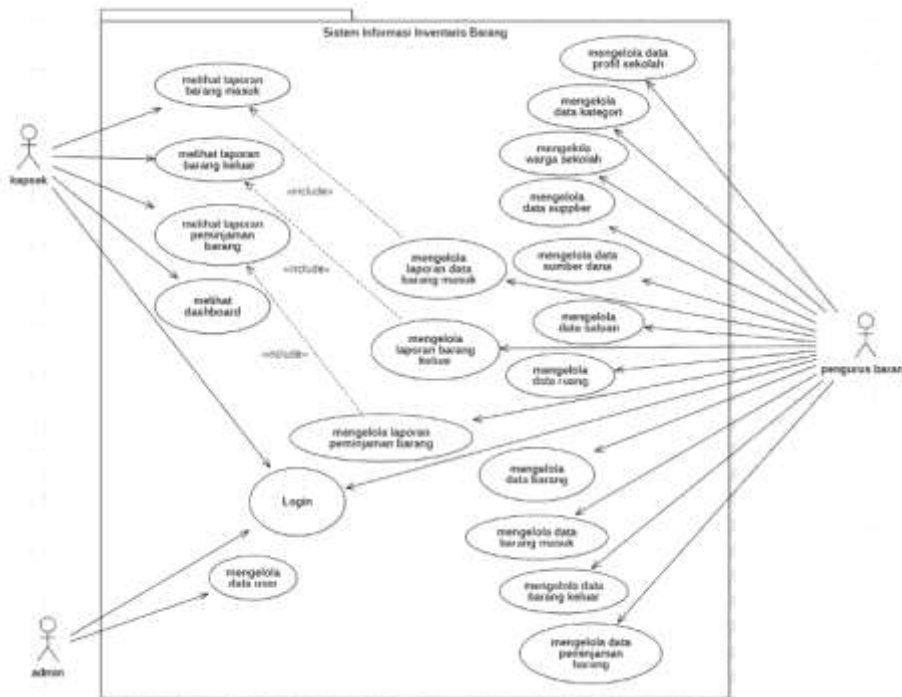 Sistem Informasi Inventaris Barang
melihat laporan
barang masuk
melihat laporan
barang keluar
melihat laporan
peminjaman
barang
melihat
dashboard
kapsek
«include»
«include»
«include»
mengelola
laporan data
barang masuk
mengelola
laporan barang
keluar
mengelola laporan
peminjaman barang
Login
mengelola
data user
admin
mengelola data
profil sekolah
mengelola
data kategori
mengelola
warga sekolah
mengelola
data supplier
mengelola data
sumber dana
mengelola
data satuan
mengelola
data ruang
mengelola
data barang
mengelola data
barang masuk
mengelola data
barang keluar
mengelola data
peminjaman
barang
pengurus baran